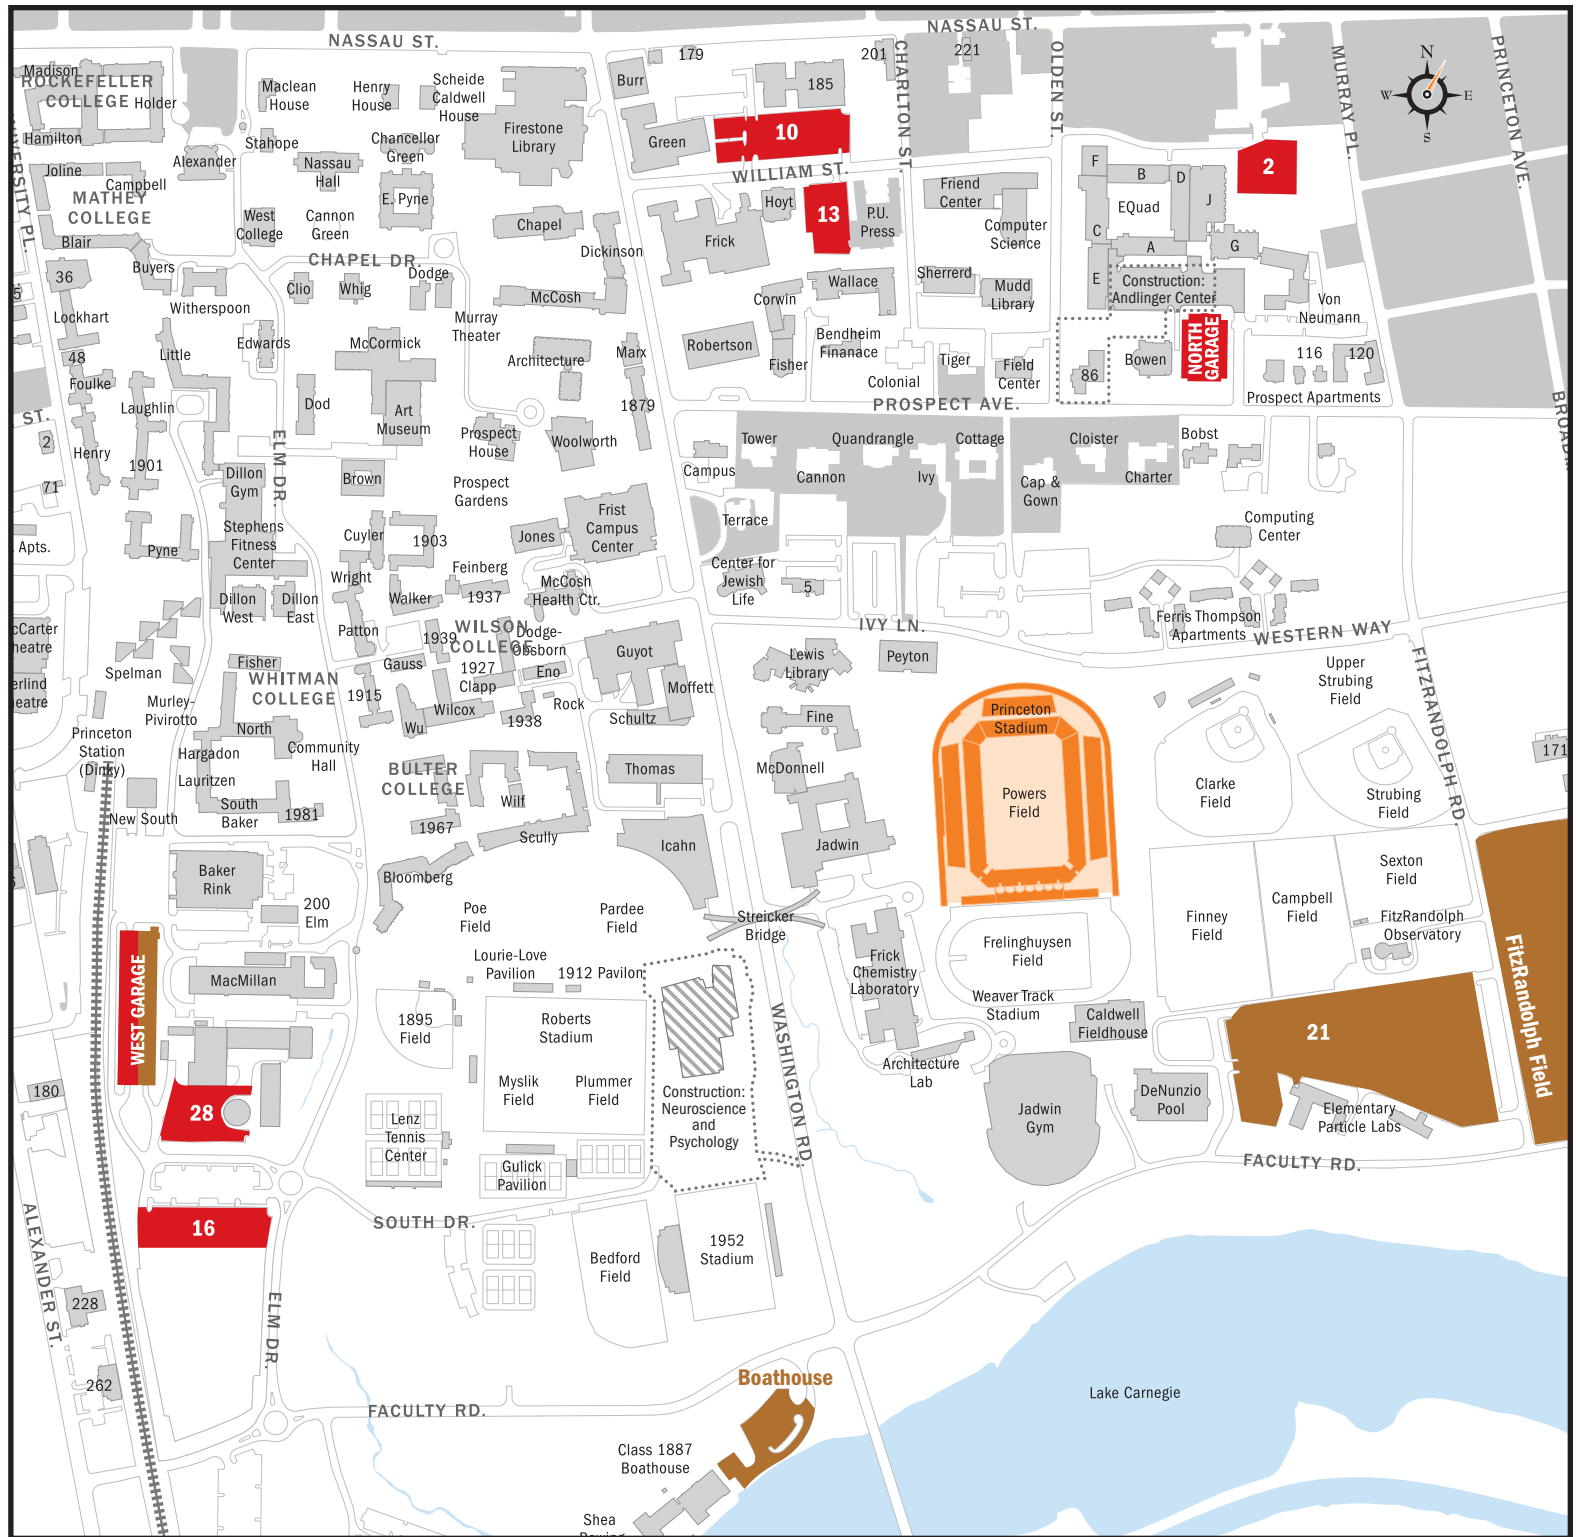 NASSAU ST.
NASSAU ST.
Madison
ROCKEFELLER
COLLEGE
Holder
Hamilton
Maclean
House
Henry
House
Scheide
Caldwell
House
Firestone
Library
Burr
179
201
221
185
CHARLTON ST.
OLDEN ST.
MURRAY PL.
PRINCETON AVE.
N
W
E
S
Stahope
Alexander
Nassau
Hall
Chancellor
Green
Green
10
WILLIAM ST.
2
Joline
Campbell
MATHEY
COLLEGE
Blair
Buyers
West
College
Cannon
Green
E. Pyne
Chapel
Dickinson
Frick
Hoyt
13
P.U.
Press
Friend
Center
Computer
Science
F
B
D
J
EQuad
C
A
G
E
36
5
Lockhart
48
Witherspoon
CHAPEL DR.
Clio
Whig
Dodge
McCosh
Murray
Theater
Corwin
Wallace
Sherrerd
Mudd
Library
Construction:
Andlinger Center
Von
Neumann
Edwards
McCormick
Little
Architecture
Marx
Robertson
Fisher
Bendheim
Finanace
Colonial
Tiger
Field
Center
86
Bowen
NORTH
GARAGE
116
120
Prospect Apartments
Foulke
Laughlin
Dod
Art
Museum
Prospect
House
Woolworth
1879
PROSPECT AVE.
ST.
2
Henry
1901
71
ELM DR.
Dillon
Gym
Brown
Prospect
Gardens
Campus
Tower
Cannon
Quandrangle
Ivy
Cottage
Cap &
Gown
Cloister
Charter
Bobst
Apts.
Pyne
Stephens
Fitness
Center
Cuyler
1903
Jones
Frist
Campus
Center
Terrace
Computing
Center
Wright
Feinberg
Walker
1937
McCosh
Health Ctr.
Center for
Jewish
Life
5
Dillon
West
Dillon
East
Patton
1939
WILSON
COLLEGE
Dodge-
Obsborn
IVY LN.
Ferris Thompson
Apartments
WESTERN WAY
Spelman
Fisher
WHITMAN
COLLEGE
Gauss
1927
Clapp
Eno
Guyot
Lewis
Library
Peyton
Upper
Strubing
Field
FITZRANDOLPH RD.
Murley-
Pivirotto
1915
Wilcox
Wu
1938
Rock
Moffett
Schultz
Fine
Princeton
Stadium
Princeton
Station
(Dinky)
North
Hargadon
Community
Hall
Lauritzen
South
Baker
1981
New South
BULTER
COLLEGE
1967
Wilf
Scully
Thomas
McDonnell
Powers
Field
Clarke
Field
Strubing
Field
171
Baker
Rink
Bloomberg
Icahn
Jadwin
Sexton
Field
200
Elm
Poe
Field
Pardee
Field
Streicker
Bridge
Finney
Field
Campbell
Field
FitzRandolph
Observatory
WEST GARAGE
MacMillan
Lourie-Love
Pavilion
1912 Pavilon
Frick
Chemistry
Laboratory
Frelinghuysen
Field
Weaver Track
Stadium
FitzRandolph Field
1895
Field
Roberts
Stadium
Caldwell
Fieldhouse
21
180
28
Myslik
Field
Plummer
Field
Construction:
Neuroscience
and
Psychology
WASHINGTON RD
Architecture
Lab
Jadwin
Gym
DeNunzio
Pool
Elementary
Particle Labs
Lenz
Tennis
Center
Gulick
Pavilion
FACULTY RD.
16
SOUTH DR.
Bedford
Field
1952
Stadium
ALEXANDER ST.
228
ELM DR.
262
FACULTY RD.
Boathouse
Lake Carnegie
Class 1887
Boathouse
Shea